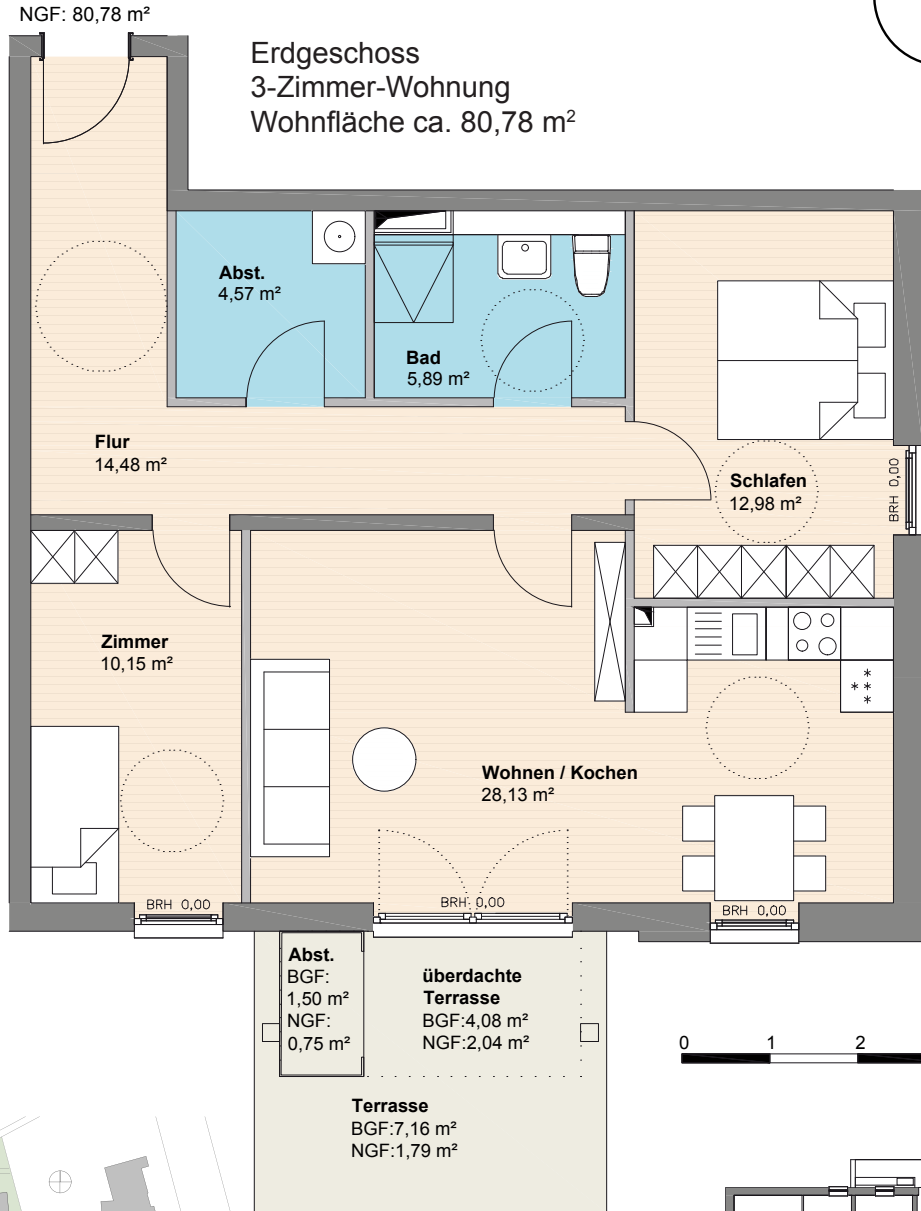 NGF: 80,78 m²
Erdgeschoss
3-Zimmer-Wohnung
Wohnfläche ca. 80,78 m²
Abst.
4,57 m²
Bad
5,89 m²
Flur
14,48 m²
Schlafen
12,98 m²
BRH 0,00
Zimmer
10,15 m²
Wohnen / Kochen
28,13 m²
BRH 0,00
BRH 0,00
BRH 0,00
Abst.
BGF:
1,50 m²
NGF:
0,75 m²
überdachte
Terrasse
BGF:4,08 m²
NGF:2,04 m²
0 1 2
Terrasse
BGF:7,16 m²
NGF:1,79 m²